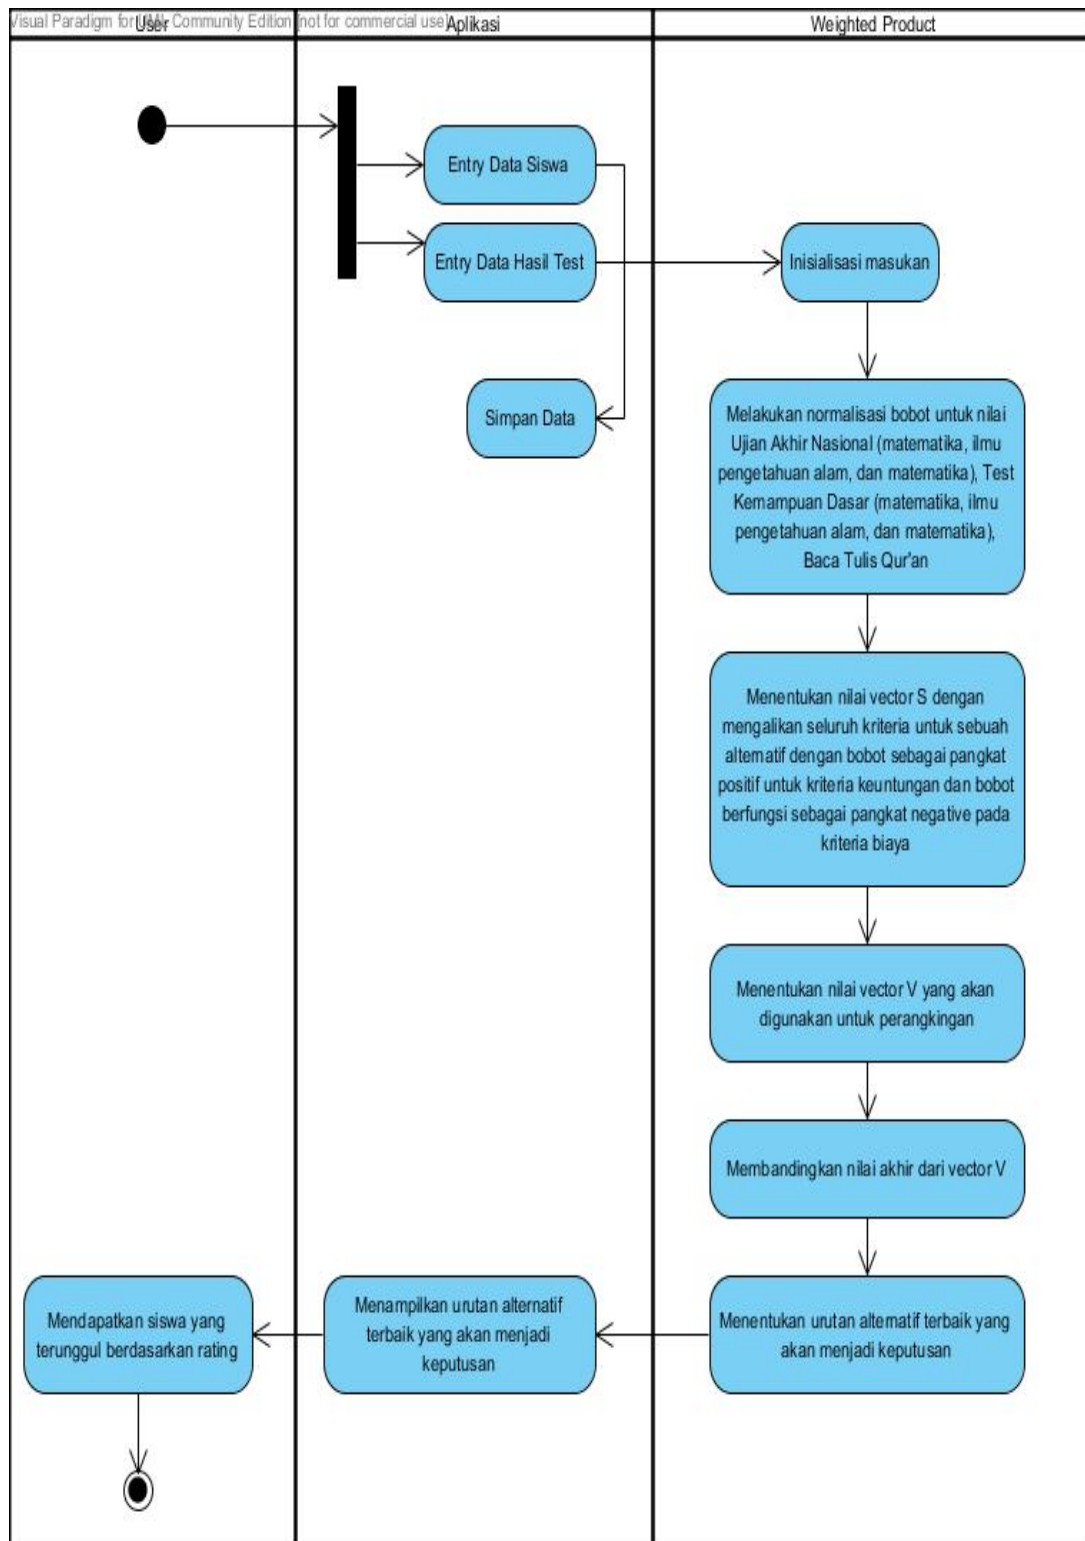 Visual Paradigm for UML Community Edition [not for commercial use]
User
Aplikasi
Weighted Product
Entry Data Siswa
Entry Data Hasil Test
Inisialisasi masukan
Simpan Data
Melakukan normalisasi bobot untuk nilai
Ujian Akhir Nasional (matematika, ilmu
pengetahuan alam, dan matematika), Test
Kemampuan Dasar (matematika, ilmu
pengetahuan alam, dan matematika),
Baca Tulis Qur'an
Menentukan nilai vector S dengan
mengalikan seluruh kriteria untuk sebuah
alternatif dengan bobot sebagai pangkat
positif untuk kriteria keuntungan dan bobot
berfungsi sebagai pangkat negative pada
kriteria biaya
Menentukan nilai vector V yang akan
digunakan untuk perangkingan
Membandingkan nilai akhir dari vector V
Menentukan urutan alternatif terbaik yang
akan menjadi keputusan
Menampilkan urutan alternatif
terbaik yang akan menjadi
keputusan
Mendapatkan siswa yang
terunggul berdasarkan rating